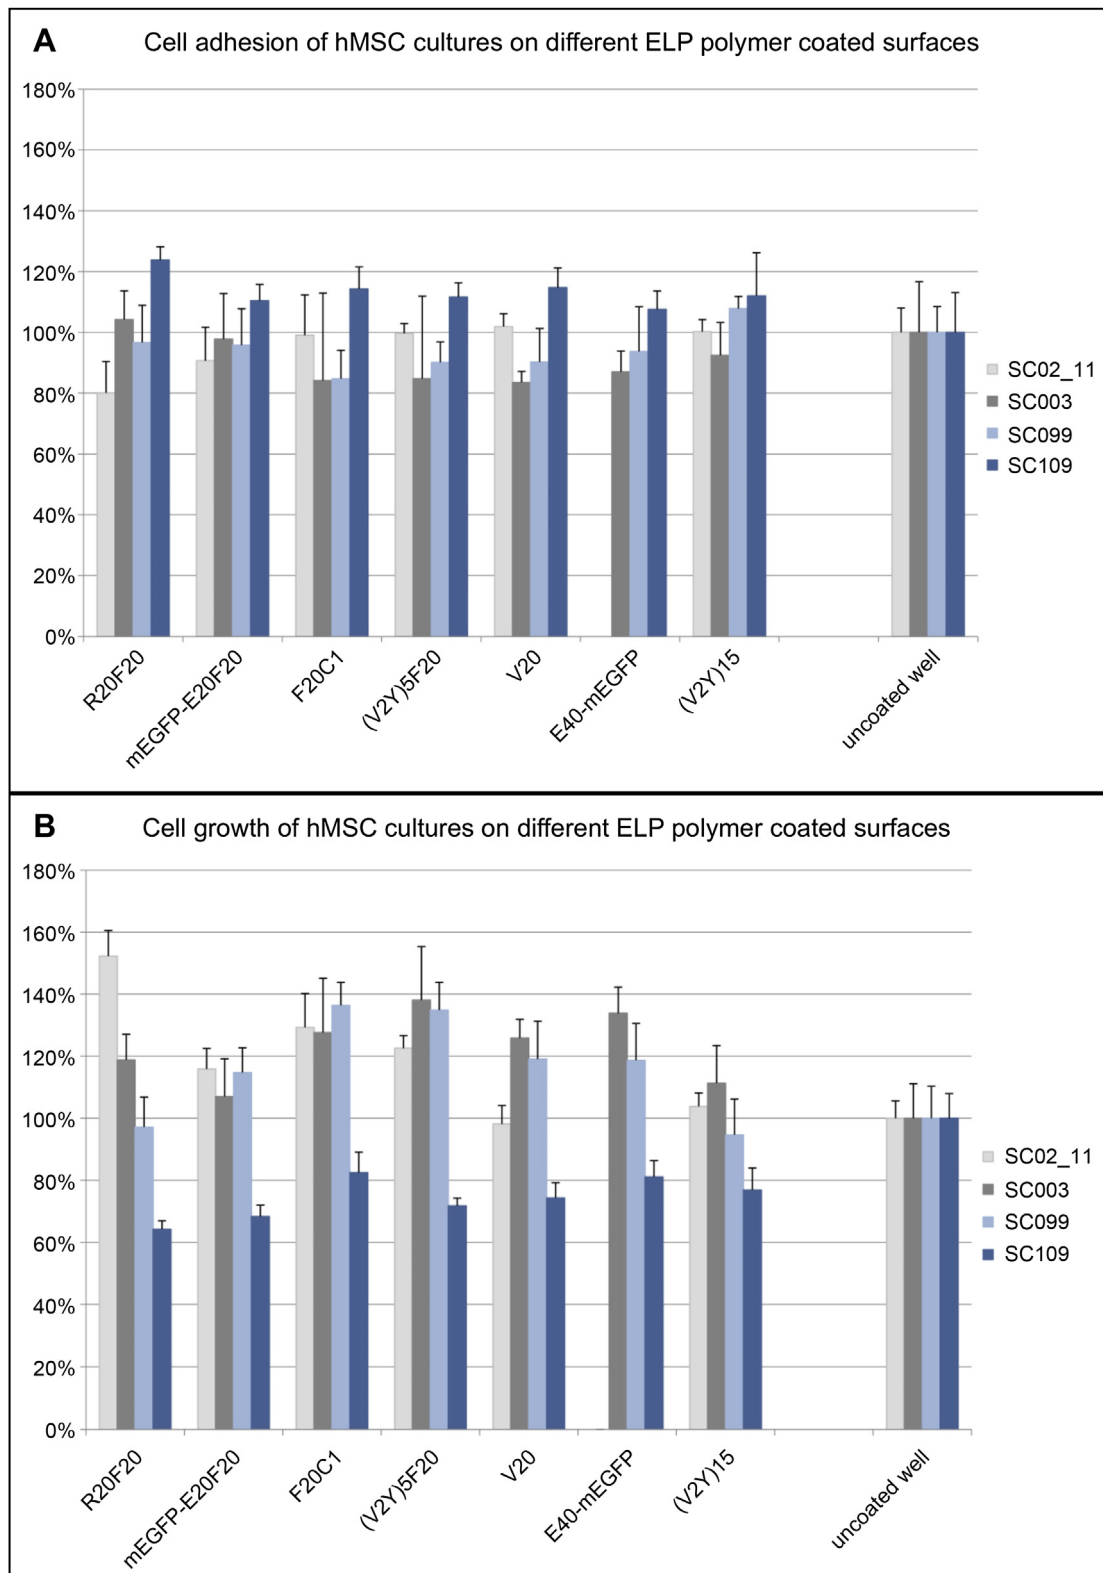 A
Cell adhesion of hMSC cultures on different ELP polymer coated surfaces
180%
160%
140%
120%
100%
80%
60%
40%
20%
0%
R20F20
mEGFP-E20F20
F20C1
(V2Y)5F20
V20
E40-mEGFP
(V2Y)15
uncoated well
SC02_11
SC003
SC099
SC109
B
Cell growth of hMSC cultures on different ELP polymer coated surfaces
180%
160%
140%
120%
100%
80%
60%
40%
20%
0%
R20F20
mEGFP-E20F20
F20C1
(V2Y)5F20
V20
E40-mEGFP
(V2Y)15
uncoated well
SC02_11
SC003
SC099
SC109